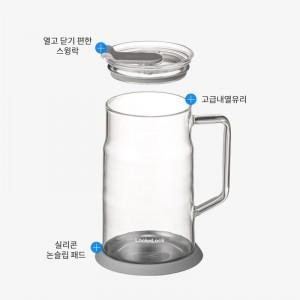 열고 닫기 편한
스윙락
고급내열유리
LocknLock
실리콘
논슬립 패드